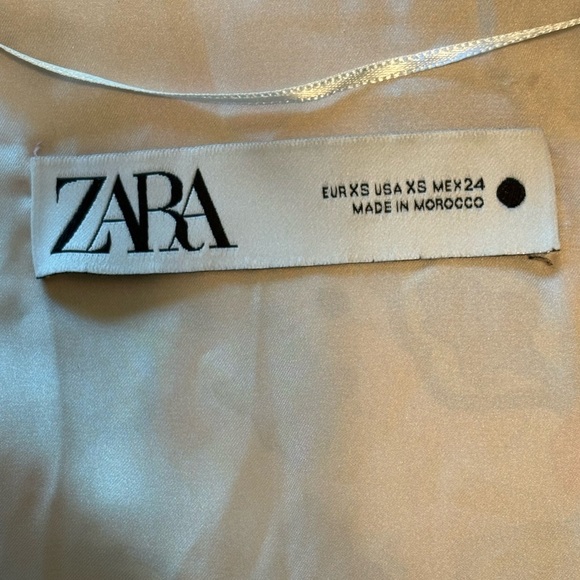 ZARA
EUR XS USA XS MEX 24
MADE IN MOROCCO